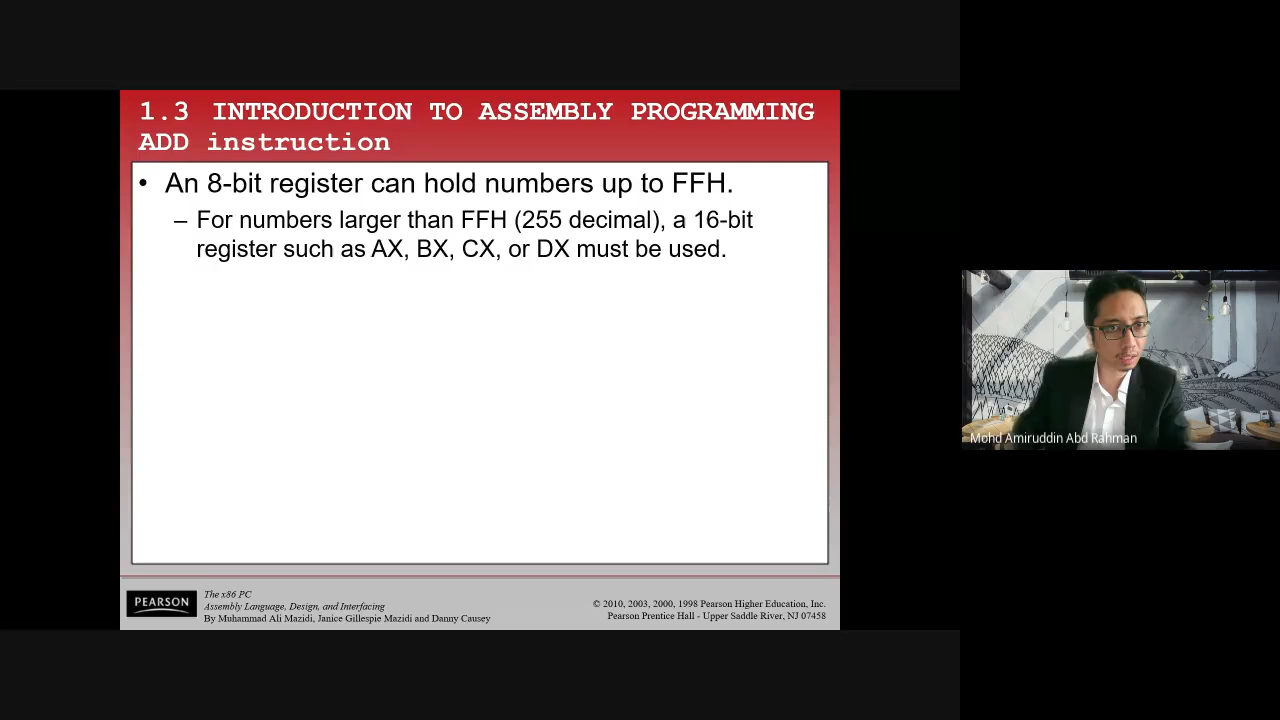 1.3 INTRODUCTION TO ASSEMBLY PROGRAMMING
ADD instruction
• An 8-bit register can hold numbers up to FFH.
– For numbers larger than FFH (255 decimal), a 16-bit
register such as AX, BX, CX, or DX must be used.
Mohd Amiruddin Abd Rahman
PEARSON
The x86 PC
Assembly Language, Design, and Interfacing
By Muhammad Ali Mazidi, Janice Gillespie Mazidi and Danny Causey
© 2010, 2003, 2000, 1998 Pearson Higher Education, Inc.
Pearson Prentice Hall - Upper Saddle River, NJ 07458